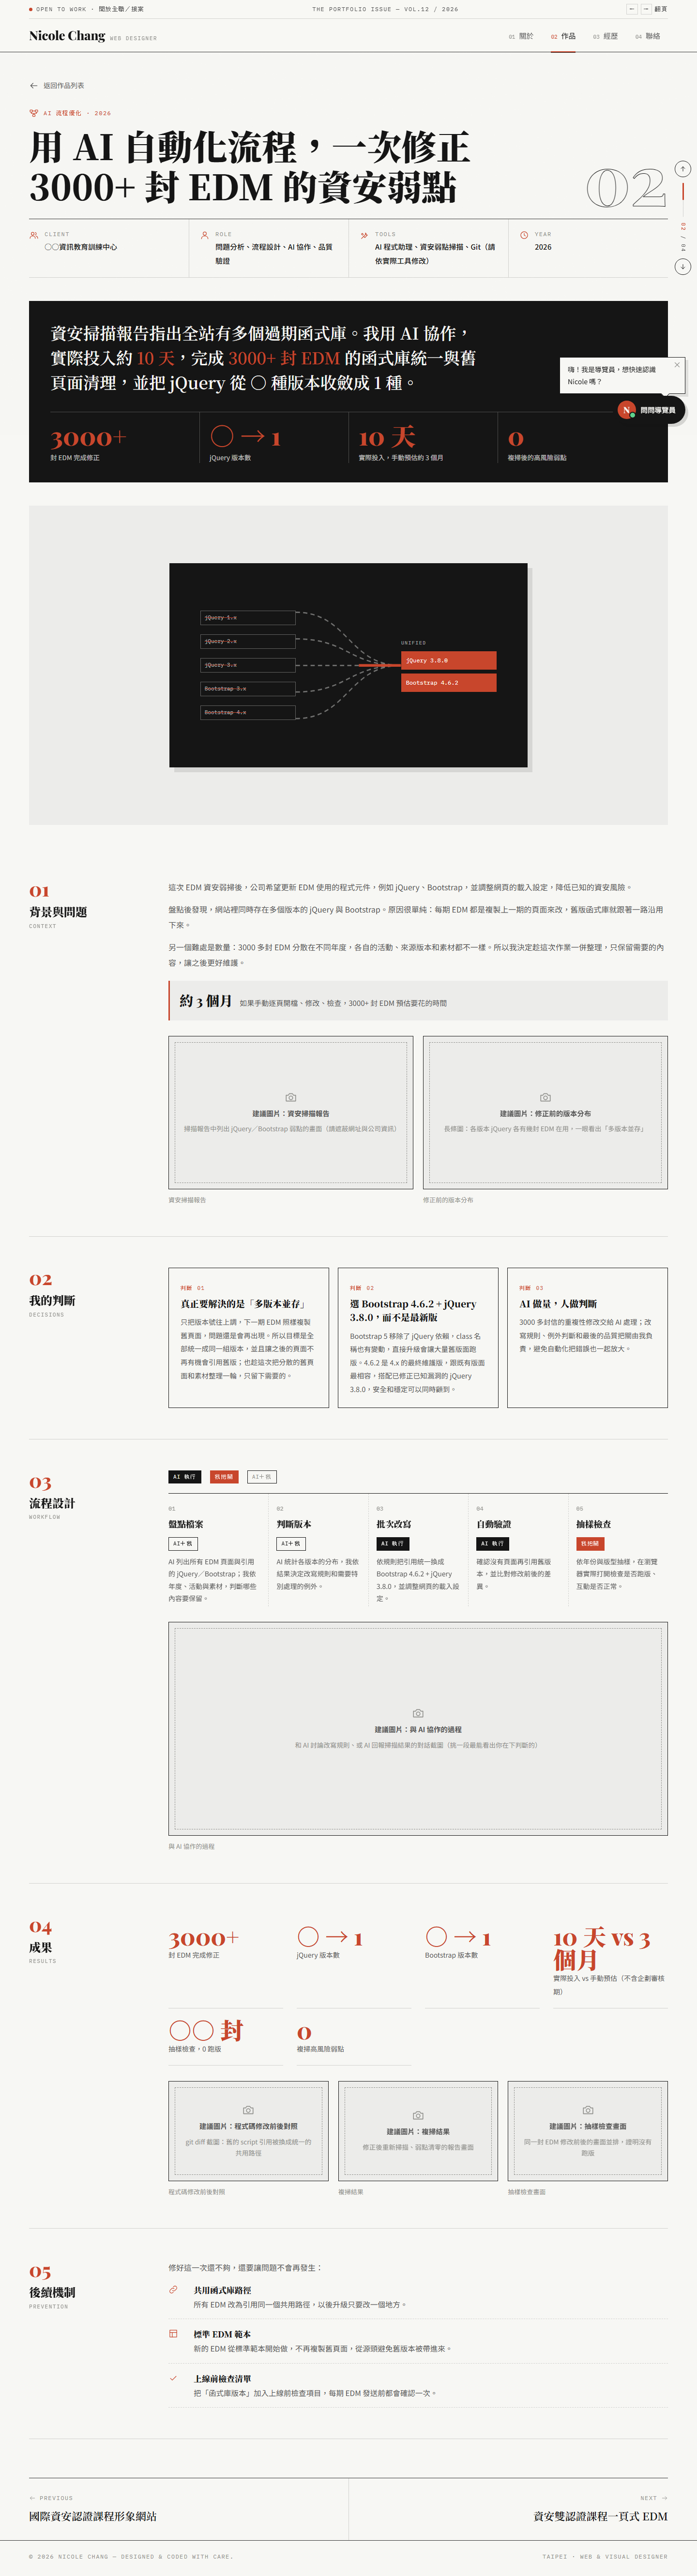 OPEN TO WORK · 開放全職／接案
THE PORTFOLIO ISSUE — VOL.12 / 2026
← → 翻頁
Nicole Chang WEB DESIGNER
01 關於
02 作品
03 經歷
04 聯絡
← 返回作品列表
AI 流程優化 · 2026
用 AI 自動化流程，一次修正
3000+ 封 EDM 的資安弱點
02
02 / 04
CLIENT
〇〇資訊教育訓練中心
ROLE
問題分析、流程設計、AI 協作、品質
驗證
TOOLS
AI 程式助理、資安弱點掃描、Git（請
依實際工具修改）
YEAR
2026
資安掃描報告指出全站有多個過期函式庫。我用 AI 協作，
實際投入約 10 天，完成 3000+ 封 EDM 的函式庫統一與舊
頁面清理，並把 jQuery 從 〇 種版本收斂成 1 種。
3000+
封 EDM 完成修正
〇 → 1
jQuery 版本數
10 天
實際投入，手動預估約 3 個月
0
複掃後的高風險弱點
嗨！我是導覽員，想快速認識
Nicole 嗎？
N 問問導覽員
jQuery 1.x
jQuery 2.x
jQuery 3.x
Bootstrap 3.x
Bootstrap 4.x
UNIFIED
jQuery 3.8.0
Bootstrap 4.6.2
01
背景與問題
CONTEXT
這次 EDM 資安弱掃後，公司希望更新 EDM 使用的程式元件，例如 jQuery、Bootstrap，並調整網頁的載入設定，降低已知的資安風險。
盤點後發現，網站裡同時存在多個版本的 jQuery 與 Bootstrap。原因很單純：每期 EDM 都是複製上一期的頁面來改，舊版函式庫就跟著一路沿用
下來。
另一個難處是數量：3000 多封 EDM 分散在不同年度，各自的活動、來源版本和素材都不一樣。所以我決定趁這次作業一併整理，只保留需要的內
容，讓之後更好維護。
約 3 個月 如果手動逐頁開檔、修改、檢查，3000+ 封 EDM 預估要花的時間
建議圖片：資安掃描報告
掃描報告中列出 jQuery／Bootstrap 弱點的畫面（請遮蔽網址與公司資訊）
資安掃描報告
建議圖片：修正前的版本分布
長條圖：各版本 jQuery 各有幾封 EDM 在用，一眼看出「多版本並存」
修正前的版本分布
02
我的判斷
DECISIONS
判斷 01
真正要解決的是「多版本並存」
只把版號往上調，下一期 EDM 照樣複製
舊頁面，問題還是會再出現。所以目標是全
部統一成同一組版本，並且讓之後的頁面不
再有機會引用舊版；也趁這次把分散的舊頁
面和素材整理一輪，只留下需要的。
判斷 02
選 Bootstrap 4.6.2 + jQuery
3.8.0，而不是最新版
Bootstrap 5 移除了 jQuery 依賴，class 名
稱也有變動，直接升級會讓大量舊版面跑
版。4.6.2 是 4.x 的最終維護版，跟既有版面
最相容，搭配已修正已知漏洞的 jQuery
3.8.0，安全和穩定可以同時顧到。
判斷 03
AI 做量，人做判斷
3000 多封信的重複性修改交給 AI 處理；改
寫規則、例外判斷和最後的品質把關由我負
責，避免自動化把錯誤也一起放大。
03
流程設計
WORKFLOW
AI 執行
我把關
AI＋我
01
盤點檔案
AI＋我
AI 列出所有 EDM 頁面與引用
的 jQuery／Bootstrap；我依
年度、活動與素材，判斷哪些
內容要保留。
02
判斷版本
AI＋我
AI 統計各版本的分布，我依
結果決定改寫規則和需要特
別處理的例外。
03
批次改寫
AI 執行
依規則把引用統一換成
Bootstrap 4.6.2 + jQuery
3.8.0，並調整網頁的載入設
定。
04
自動驗證
AI 執行
確認沒有頁面再引用舊版
本，並比對修改前後的差
異。
05
抽樣檢查
我把關
依年份與版型抽樣，在瀏覽
器實際打開檢查是否跑版、
互動是否正常。
建議圖片：與 AI 協作的過程
和 AI 討論改寫規則、或 AI 回報掃描結果的對話截圖（挑一段最能看出你在下判斷的）
與 AI 協作的過程
04
成果
RESULTS
3000+
封 EDM 完成修正
〇 → 1
jQuery 版本數
〇 → 1
Bootstrap 版本數
10 天 vs 3
個月
實際投入 vs 手動預估（不含企劃審核
期）
〇〇 封
抽樣檢查，0 跑版
0
複掃高風險弱點
建議圖片：程式碼修改前後對照
git diff 截圖：舊的 script 引用被換成統一的
共用路徑
程式碼修改前後對照
建議圖片：複掃結果
修正後重新掃描、弱點清零的報告畫面
複掃結果
建議圖片：抽樣檢查畫面
同一封 EDM 修改前後的畫面並排，證明沒有
跑版
抽樣檢查畫面
05
後續機制
PREVENTION
修好這一次還不夠，還要讓問題不會再發生：
共用函式庫路徑
所有 EDM 改為引用同一個共用路徑，以後升級只要改一個地方。
標準 EDM 範本
新的 EDM 從標準範本開始做，不再複製舊頁面，從源頭避免舊版本被帶進來。
上線前檢查清單
把「函式庫版本」加入上線前檢查項目，每期 EDM 發送前都會確認一次。
← PREVIOUS
國際資安認證課程形象網站
NEXT →
資安雙認證課程一頁式 EDM
© 2026 NICOLE CHANG — DESIGNED & CODED WITH CARE.
TAIPEI · WEB & VISUAL DESIGNER